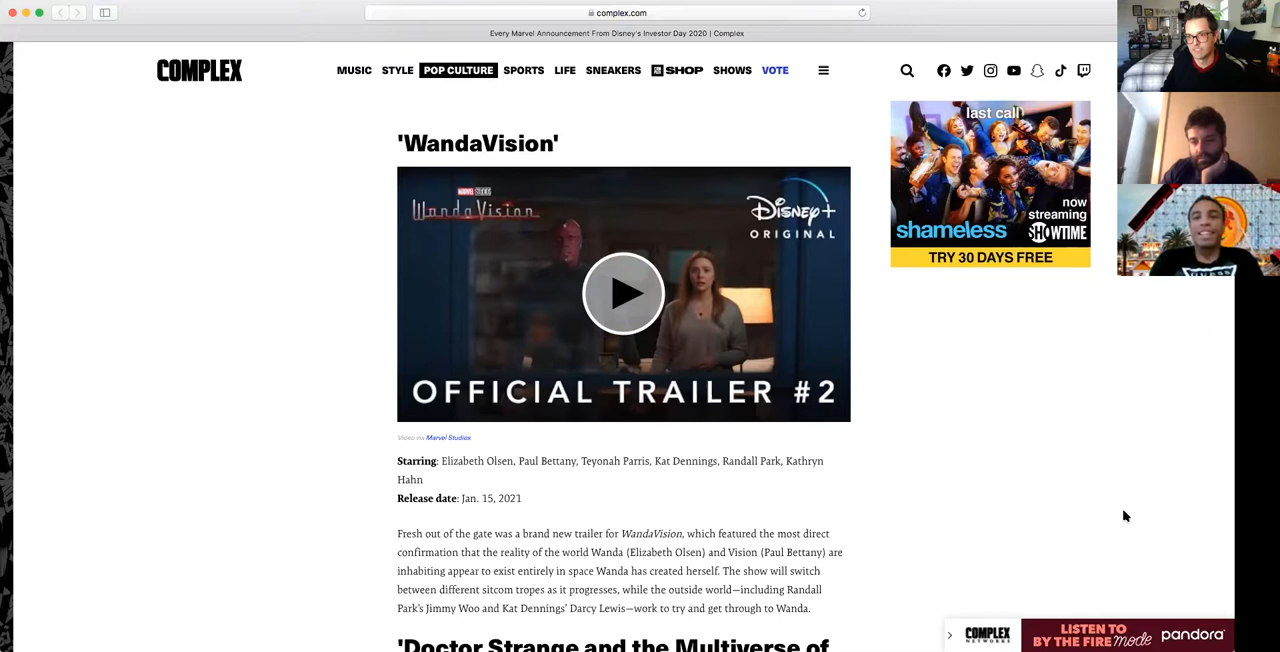 complex.com
Every Marvel Announcement From Disney's Investor Day 2020 | Complex
COMPLEX
MUSIC STYLE POP CULTURE SPORTS LIFE SNEAKERS SHOP SHOWS VOTE
'WandaVision'
MARVEL STUDIOS
WandaVision
Disney+
ORIGINAL
OFFICIAL TRAILER #2
Video via Marvel Studios
Starring: Elizabeth Olsen, Paul Bettany, Teyonah Parris, Kat Dennings, Randall Park, Kathryn
Hahn
Release date: Jan. 15, 2021
Fresh out of the gate was a brand new trailer for WandaVision, which featured the most direct
confirmation that the reality of the world Wanda (Elizabeth Olsen) and Vision (Paul Bettany) are
inhabiting appear to exist entirely in space Wanda has created herself. The show will switch
between different sitcom tropes as it progresses, while the outside world—including Randall
Park's Jimmy Woo and Kat Dennings' Darcy Lewis—work to try and get through to Wanda.
'Doctor Strange and the Multiverse of
last call
now
streaming
shameless SHOWTIME
TRY 30 DAYS FREE
COMPLEX
NETWORKS
LISTEN TO
BY THE FIRE mode
pandora